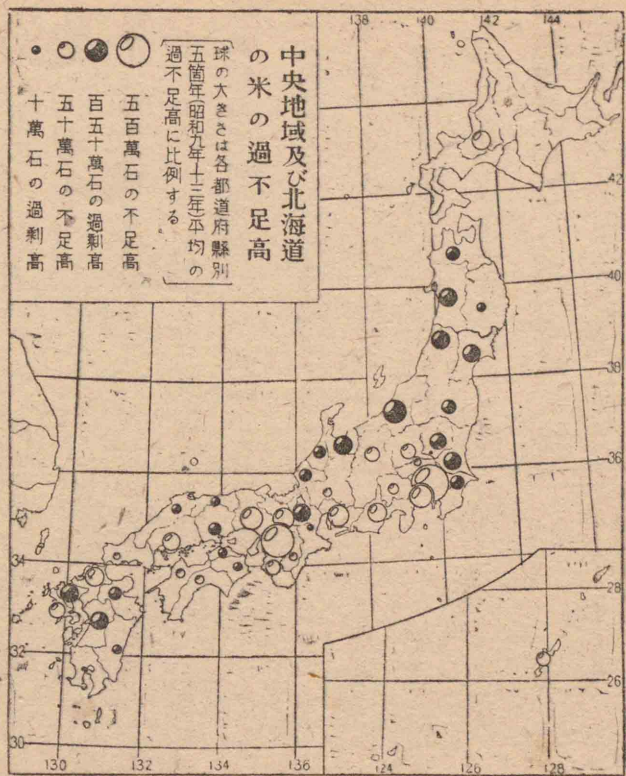 中央地域及び北海道
の米の過不足高
球の大きさは各都道府縣別
五箇年(昭和九年―十三年)平均の
過不足高に比例する
五百萬石の不足高
百五十萬石の過剩高
五十萬石の不足高
十萬石の過剩高
138 140 142 144
42
40
38
36
34
32
30
28
26
130 132 134 136 124 126 128